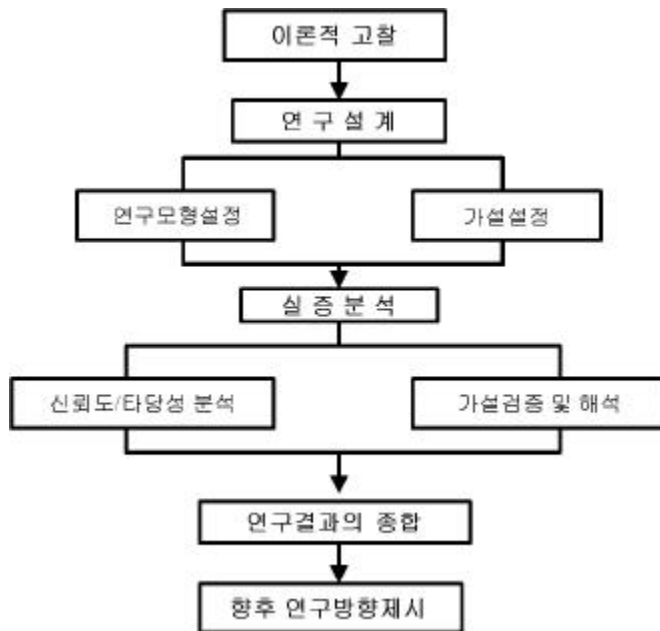 이론적 고찰
연 구 설 계
연구모형설정
가설설정
실 증 분 석
신뢰도/타당성 분석
가설검증 및 해석
연구결과의 종합
향후 연구방향제시